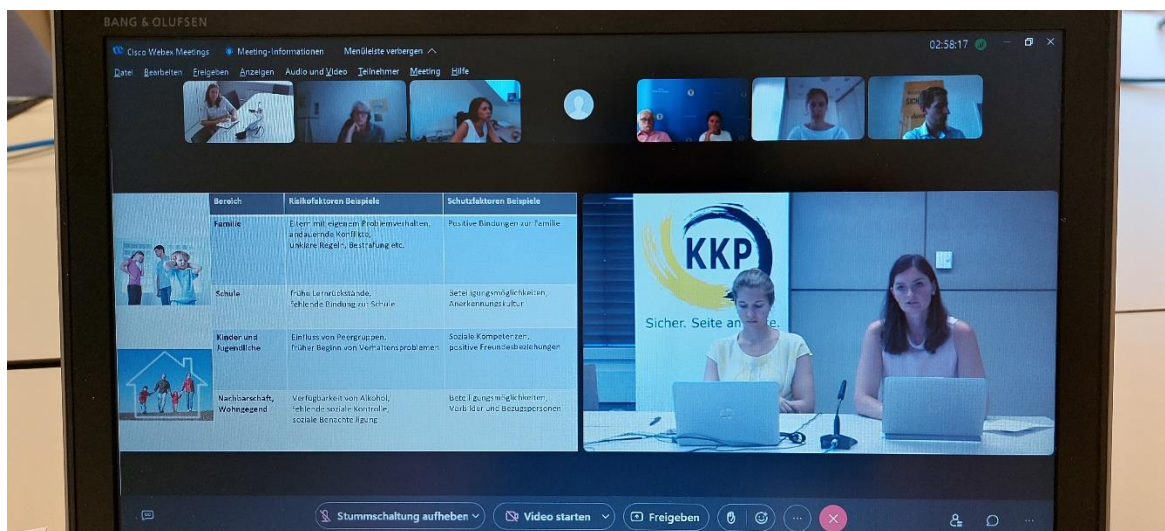 BANG & OLUFSEN
Cisco Webex Meetings Meeting-Informationen Menüleiste verbergen
02:58:17
Datei Bearbeiten Freigeben Anzeigen Audio und Video Teilnehmer Meeting Hilfe
Bereich Risikofaktoren Beispiele Schutzfaktoren Beispiele
Familie Eltern mit eigenem Problemverhalten, Positive Bindungen zur Familie
andauernde Konflikte,
unklare Regeln, Bestrafung etc.
Schule frühe Lernrückstände, Beteiligungsmöglichkeiten,
fehlende Bindung zur Schule Anerkennungskultur
Kinder und Einfluss von Peergruppen, Soziale Kompetenzen,
Jugendliche früher Beginn von Verhaltensproblemen positive Freundesbeziehungen
Nachbarschaft, Verfügbarkeit von Alkohol, Beteiligungsmöglichkeiten,
Wohngegend fehlende soziale Kontrolle, Vorbilder und Bezugspersonen
soziale Benachteiligung
KKP
Sicher. Seite an e.
Stummschaltung aufheben Video starten Freigeben